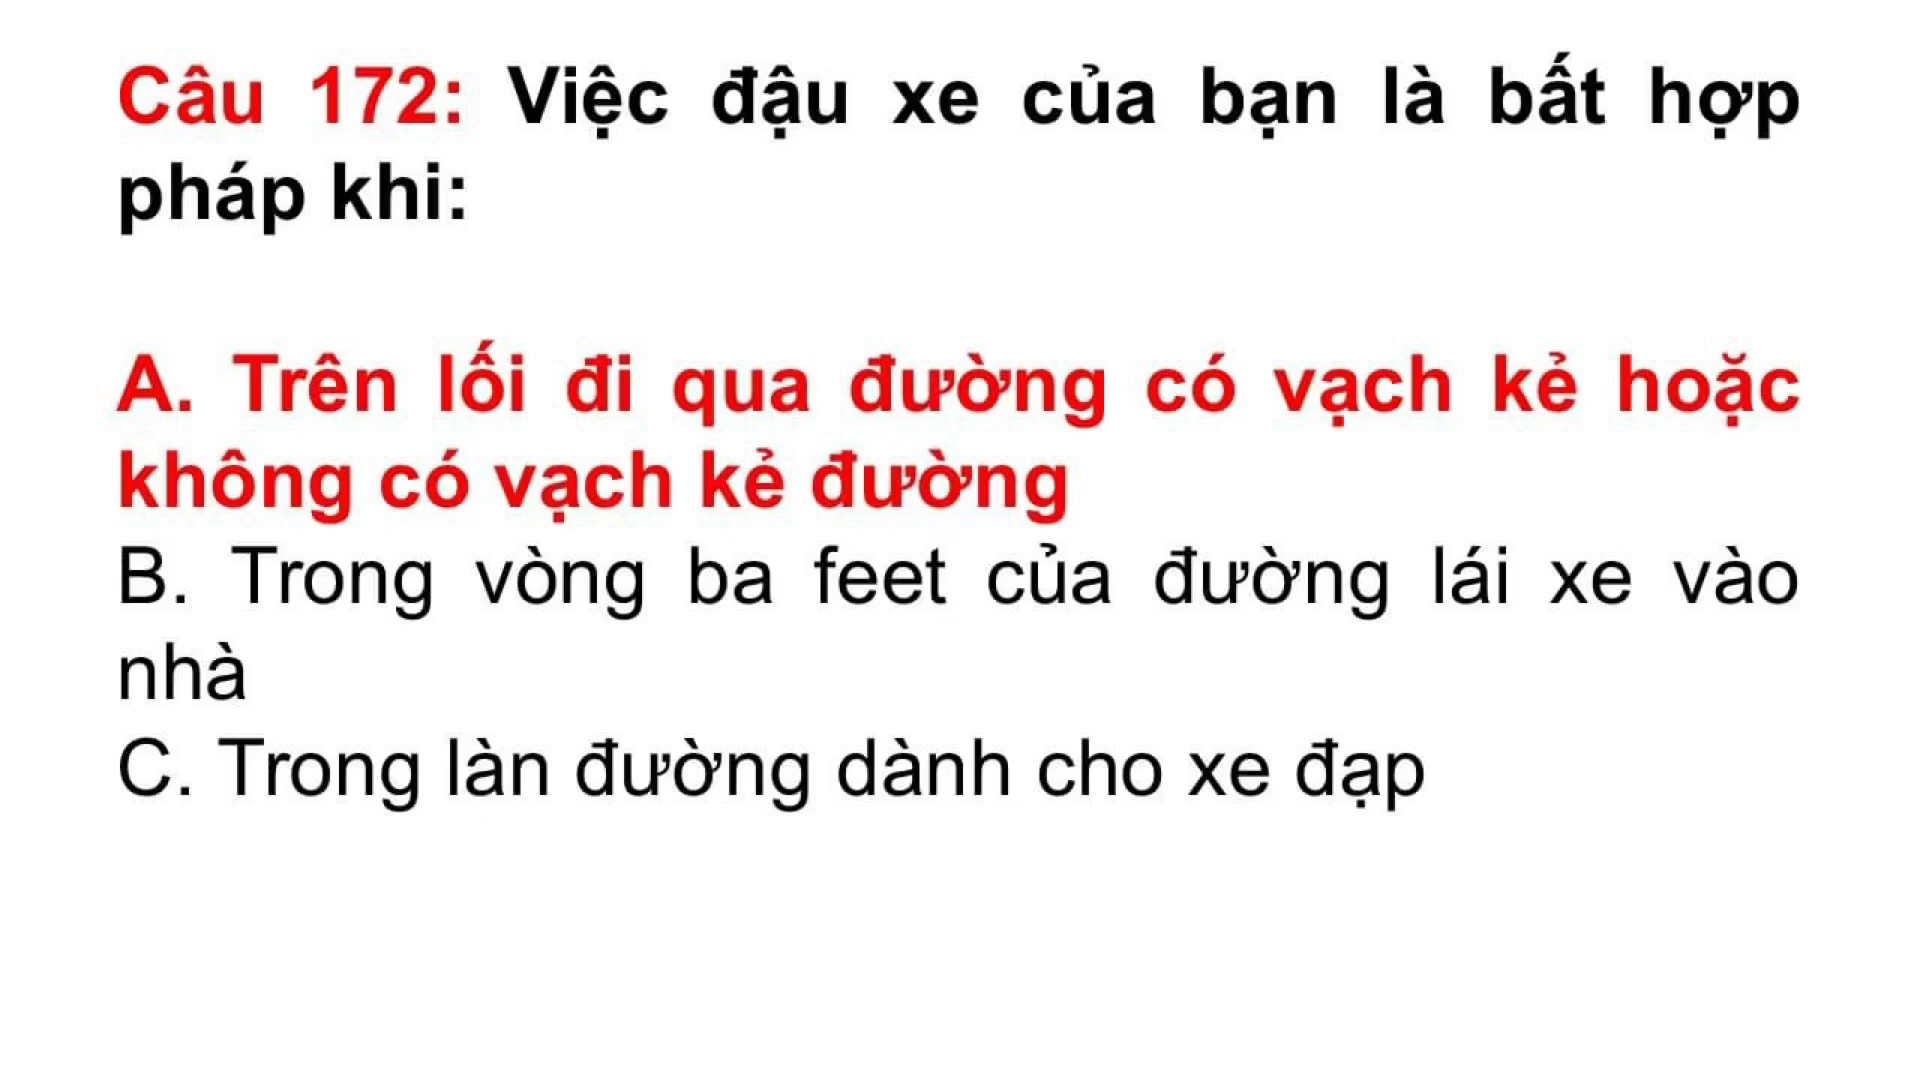 Câu 172: Việc đậu xe của bạn là bất hợp
pháp khi:
A. Trên lối đi qua đường có vạch kẻ hoặc
không có vạch kẻ đường
B. Trong vòng ba feet của đường lái xe vào
nhà
C. Trong làn đường dành cho xe đạp